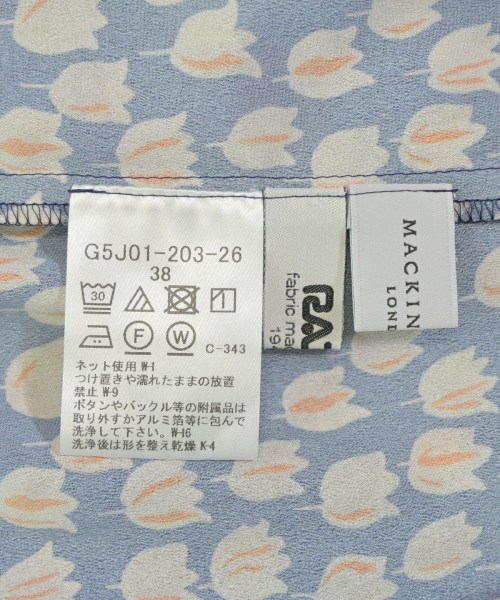 G5J01-203-26
38
30
F
W
C-343
ネット使用 W-1
つけ置きや濡れたままの放置
禁止 W-9
ボタンやバックル等の附属品は
取り外すかアルミ箔等に包んで
洗浄して下さい。W-16
洗浄後は形を整え乾燥 K-4
fabric
MACKIN
LOND